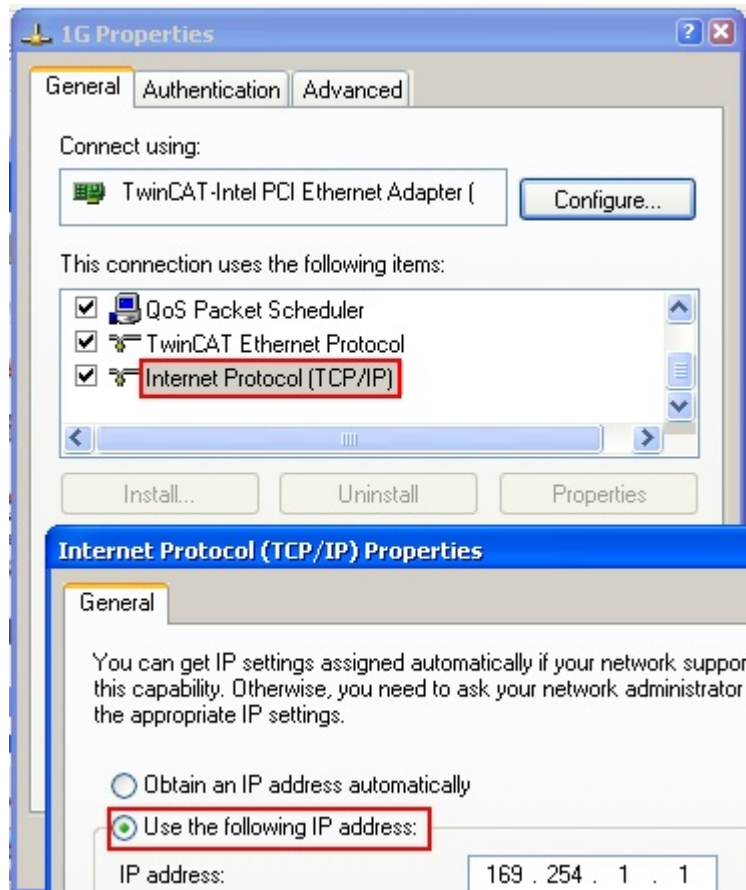 1G Properties
General Authentication Advanced
Connect using:
TwinCAT-Intel PCI Ethernet Adapter (
Configure...
This connection uses the following items:
QoS Packet Scheduler
TwinCAT Ethernet Protocol
Internet Protocol (TCP/IP)
Install... Uninstall Properties
Internet Protocol (TCP/IP) Properties
General
You can get IP settings assigned automatically if your network suppor
this capability. Otherwise, you need to ask your network administrator
the appropriate IP settings.
Obtain an IP address automatically
Use the following IP address:
IP address: 169 . 254 . 1 . 1